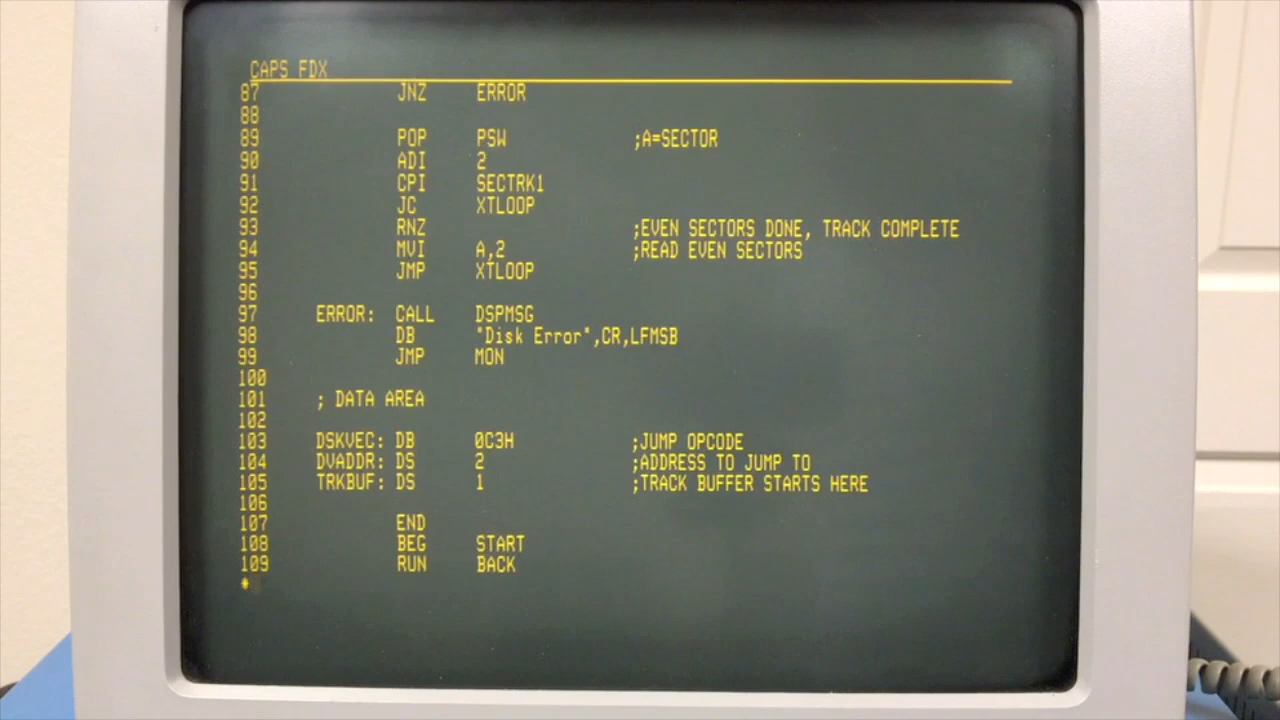 CAPS FDX
87 JNZ ERROR
88
89 POP PSW ;A=SECTOR
90 ADI 2
91 CPI SECTRK1
92 JC XTLOOP
93 RNZ ;EVEN SECTORS DONE, TRACK COMPLETE
94 MVI A,2 ;READ EVEN SECTORS
95 JMP XTLOOP
96
97 ERROR: CALL DSPMSG
98 DB "Disk Error",CR,LFMSB
99 JMP MON
100
101 ; DATA AREA
102
103 DSKVEC: DB 0C3H ;JUMP OPCODE
104 DVADDR: DS 2 ;ADDRESS TO JUMP TO
105 TRKBUF: DS 1 ;TRACK BUFFER STARTS HERE
106
107 END
108 BEG START
109 RUN BACK
*